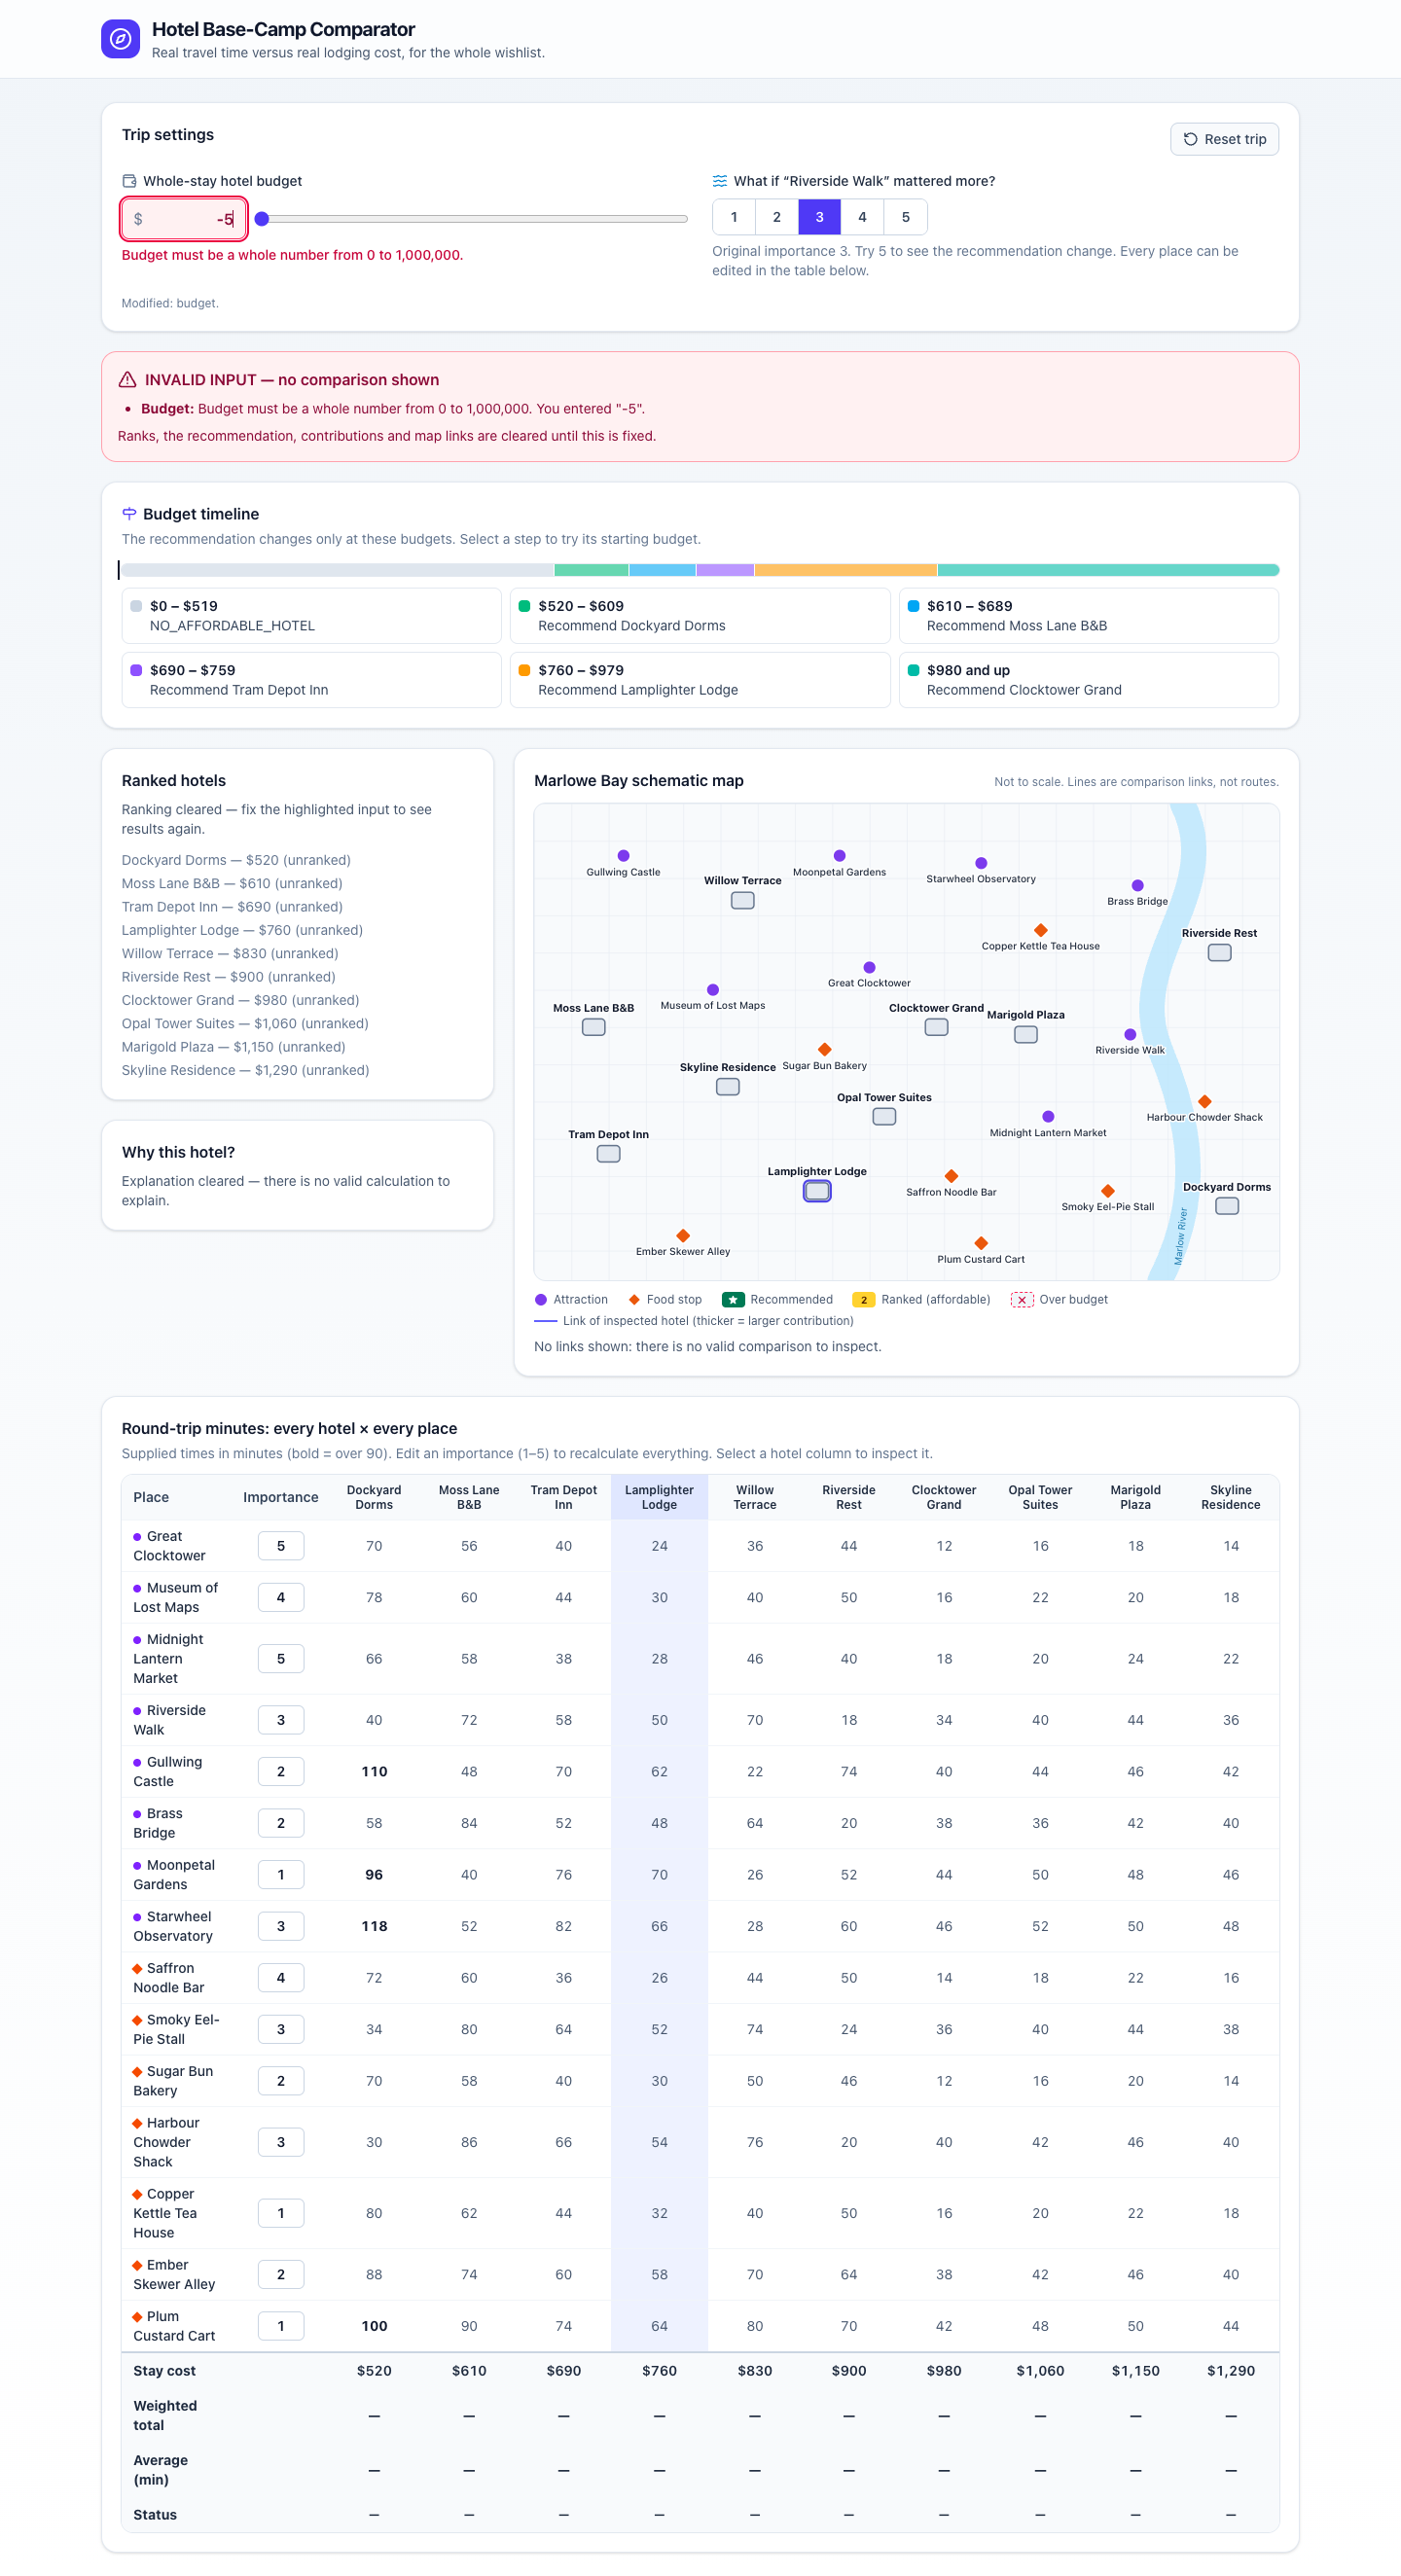 Hotel Base-Camp Comparator
Real travel time versus real lodging cost, for the whole wishlist.
Trip settings
Reset trip
Whole-stay hotel budget
$ -5
Budget must be a whole number from 0 to 1,000,000.
What if “Riverside Walk” mattered more?
1 2 3 4 5
Original importance 3. Try 5 to see the recommendation change. Every place can be
edited in the table below.
Modified: budget.
INVALID INPUT — no comparison shown
• Budget: Budget must be a whole number from 0 to 1,000,000. You entered "-5".
Ranks, the recommendation, contributions and map links are cleared until this is fixed.
Budget timeline
The recommendation changes only at these budgets. Select a step to try its starting budget.
$0 – $519
NO_AFFORDABLE_HOTEL
$520 – $609
Recommend Dockyard Dorms
$610 – $689
Recommend Moss Lane B&B
$690 – $759
Recommend Tram Depot Inn
$760 – $979
Recommend Lamplighter Lodge
$980 and up
Recommend Clocktower Grand
Ranked hotels
Ranking cleared — fix the highlighted input to see
results again.
Dockyard Dorms — $520 (unranked)
Moss Lane B&B — $610 (unranked)
Tram Depot Inn — $690 (unranked)
Lamplighter Lodge — $760 (unranked)
Willow Terrace — $830 (unranked)
Riverside Rest — $900 (unranked)
Clocktower Grand — $980 (unranked)
Opal Tower Suites — $1,060 (unranked)
Marigold Plaza — $1,150 (unranked)
Skyline Residence — $1,290 (unranked)
Why this hotel?
Explanation cleared — there is no valid calculation to
explain.
Marlowe Bay schematic map
Not to scale. Lines are comparison links, not routes.
Gullwing Castle
Moonpetal Gardens
Starwheel Observatory
Willow Terrace
Brass Bridge
Riverside Rest
Copper Kettle Tea House
Great Clocktower
Museum of Lost Maps
Moss Lane B&B
Clocktower Grand
Marigold Plaza
Riverside Walk
Skyline Residence
Sugar Bun Bakery
Opal Tower Suites
Harbour Chowder Shack
Midnight Lantern Market
Tram Depot Inn
Lamplighter Lodge
Saffron Noodle Bar
Dockyard Dorms
Smoky Eel-Pie Stall
Marlow River
Ember Skewer Alley
Plum Custard Cart
Attraction
Food stop
Recommended
2 Ranked (affordable)
Over budget
Link of inspected hotel (thicker = larger contribution)
No links shown: there is no valid comparison to inspect.
Round-trip minutes: every hotel × every place
Supplied times in minutes (bold = over 90). Edit an importance (1–5) to recalculate everything. Select a hotel column to inspect it.
Place Importance Dockyard Dorms Moss Lane B&B Tram Depot Inn Lamplighter Lodge Willow Terrace Riverside Rest Clocktower Grand Opal Tower Suites Marigold Plaza Skyline Residence
Great Clocktower 5 70 56 40 24 36 44 12 16 18 14
Museum of Lost Maps 4 78 60 44 30 40 50 16 22 20 18
Midnight Lantern Market 5 66 58 38 28 46 40 18 20 24 22
Riverside Walk 3 40 72 58 50 70 18 34 40 44 36
Gullwing Castle 2 110 48 70 62 22 74 40 44 46 42
Brass Bridge 2 58 84 52 48 64 20 38 36 42 40
Moonpetal Gardens 1 96 40 76 70 26 52 44 50 48 46
Starwheel Observatory 3 118 52 82 66 28 60 46 52 50 48
Saffron Noodle Bar 4 72 60 36 26 44 50 14 18 22 16
Smoky Eel-Pie Stall 3 34 80 64 52 74 24 36 40 44 38
Sugar Bun Bakery 2 70 58 40 30 50 46 12 16 20 14
Harbour Chowder Shack 3 30 86 66 54 76 20 40 42 46 40
Copper Kettle Tea House 1 80 62 44 32 40 50 16 20 22 18
Ember Skewer Alley 2 88 74 60 58 70 64 38 42 46 40
Plum Custard Cart 1 100 90 74 64 80 70 42 48 50 44
Stay cost $520 $610 $690 $760 $830 $900 $980 $1,060 $1,150 $1,290
Weighted total — — — — — — — — — —
Average (min) — — — — — — — — — —
Status — — — — — — — — — —